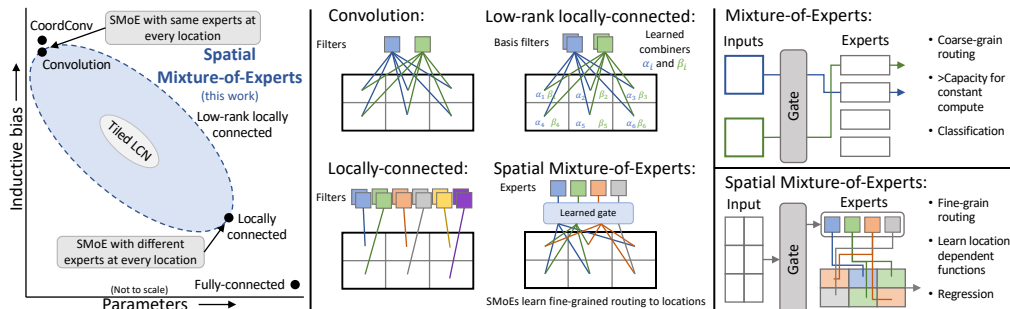 SMoE with same experts at
every location
CoordConv
Convolution
Spatial
Mixture-of-Experts
(this work)
Low-rank locally
connected
Tiled LCN
Locally
connected
SMoE with different
experts at every location
Fully-connected
(Not to scale)
Inductive bias
Parameters
Convolution:
Filters
Low-rank locally-connected:
Basis filters
Learned
combiners
αᵢ and βᵢ
α₁ β₁ α₂ β₂ α₃ β₃
α₄ β₄ α₅ β₅ α₆ β₆
Locally-connected:
Filters
Spatial Mixture-of-Experts:
Experts
Learned gate
SMoEs learn fine-grained routing to locations
Mixture-of-Experts:
Inputs
Experts
Gate
• Coarse-grain
routing
• >Capacity for
constant
compute
• Classification
Spatial Mixture-of-Experts:
Input
Experts
Gate
• Fine-grain
routing
• Learn location
dependent
functions
• Regression